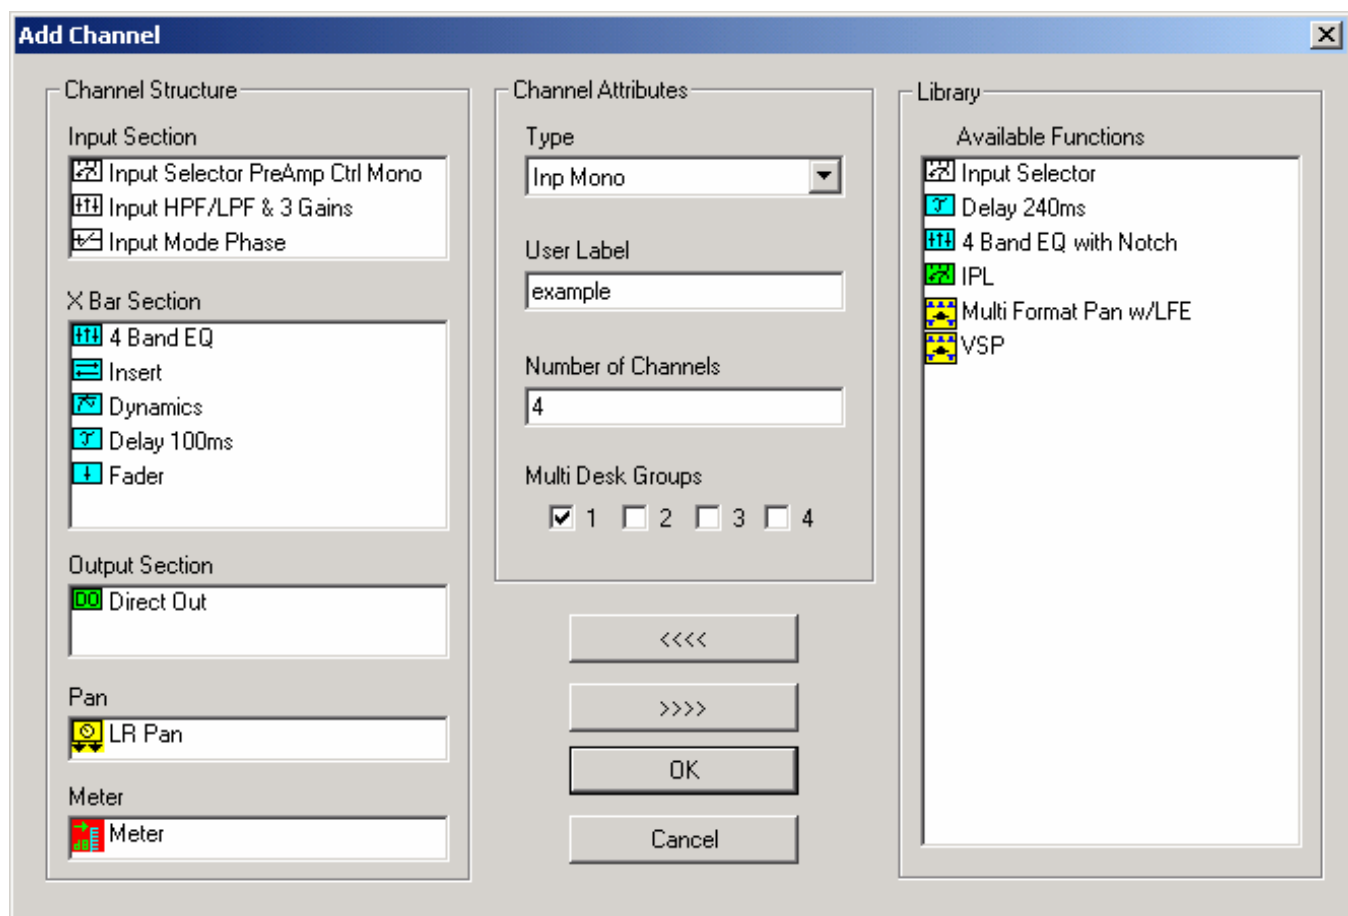 Add Channel
Channel Structure
Input Section
Input Selector PreAmp Ctrl Mono
Input HPF/LPF & 3 Gains
Input Mode Phase
X Bar Section
4 Band EQ
Insert
Dynamics
Delay 100ms
Fader
Output Section
DO Direct Out
Pan
LR Pan
Meter
dB Meter
Channel Attributes
Type
Inp Mono
User Label
example
Number of Channels
4
Multi Desk Groups
1 2 3 4
<<<<
>>>>
OK
Cancel
Library
Available Functions
Input Selector
Delay 240ms
4 Band EQ with Notch
IPL
Multi Format Pan w/LFE
VSP